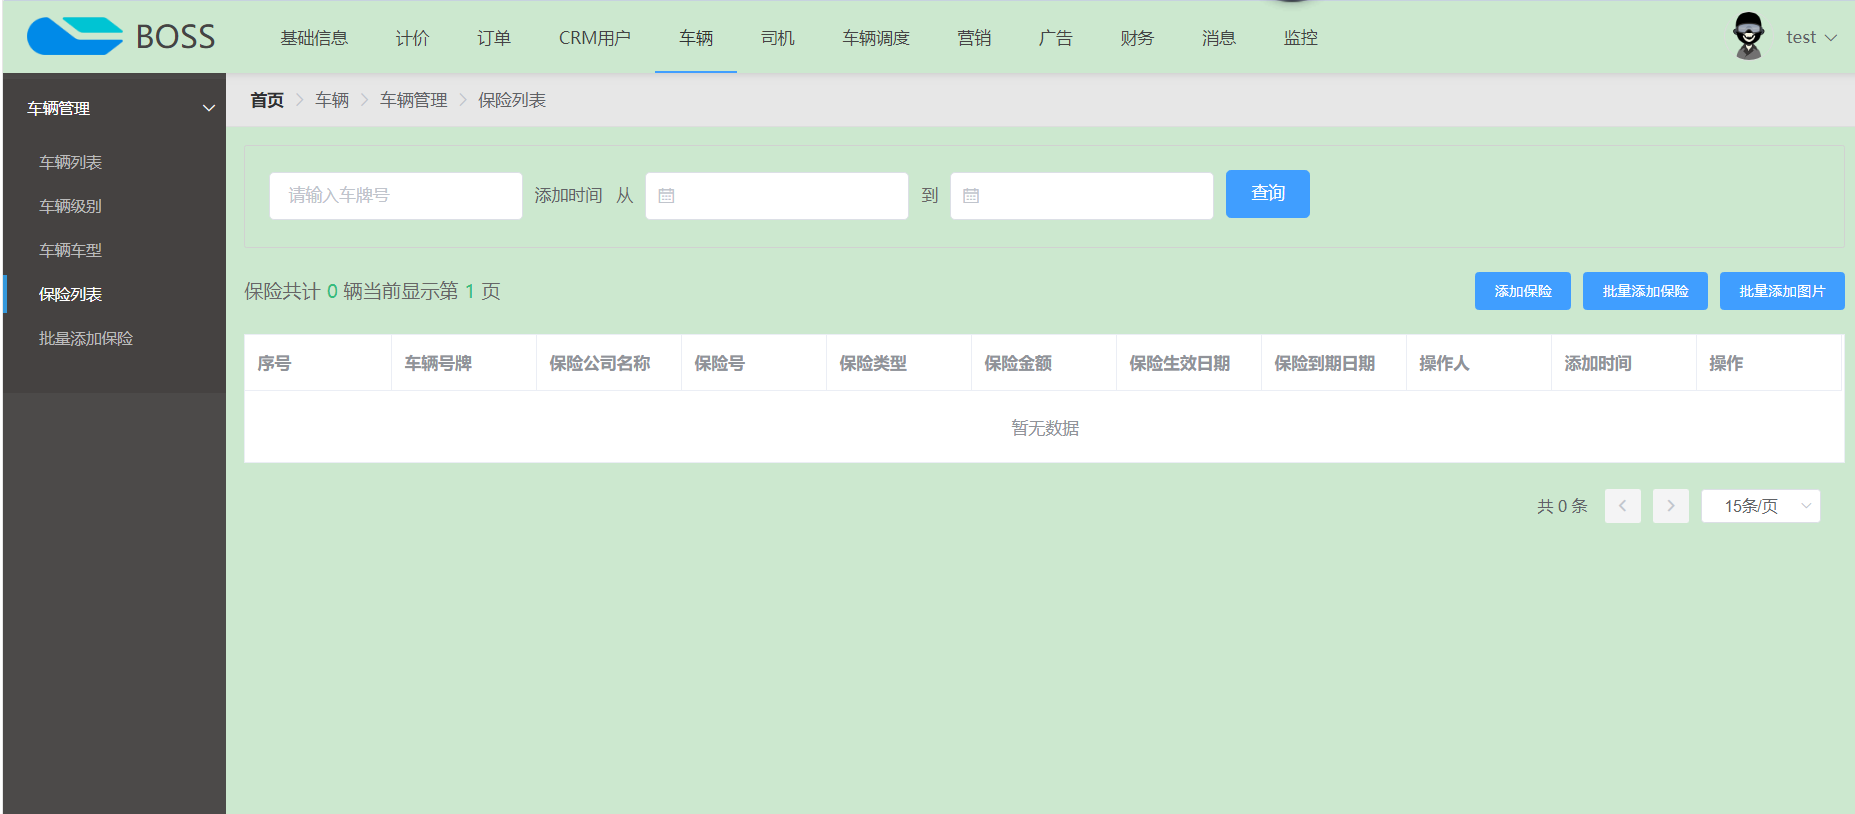 BOSS 基础信息 计价 订单 CRM用户 车辆 司机 车辆调度 营销 广告 财务 消息 监控 test
车辆管理
车辆列表
车辆级别
车辆车型
保险列表
批量添加保险
首页 车辆 车辆管理 保险列表
请输入车牌号 添加时间 从 到 查询
保险共计 0 辆当前显示第 1 页 添加保险 批量添加保险 批量添加图片
序号 车辆号牌 保险公司名称 保险号 保险类型 保险金额 保险生效日期 保险到期日期 操作人 添加时间 操作
暂无数据
共 0 条 15条/页